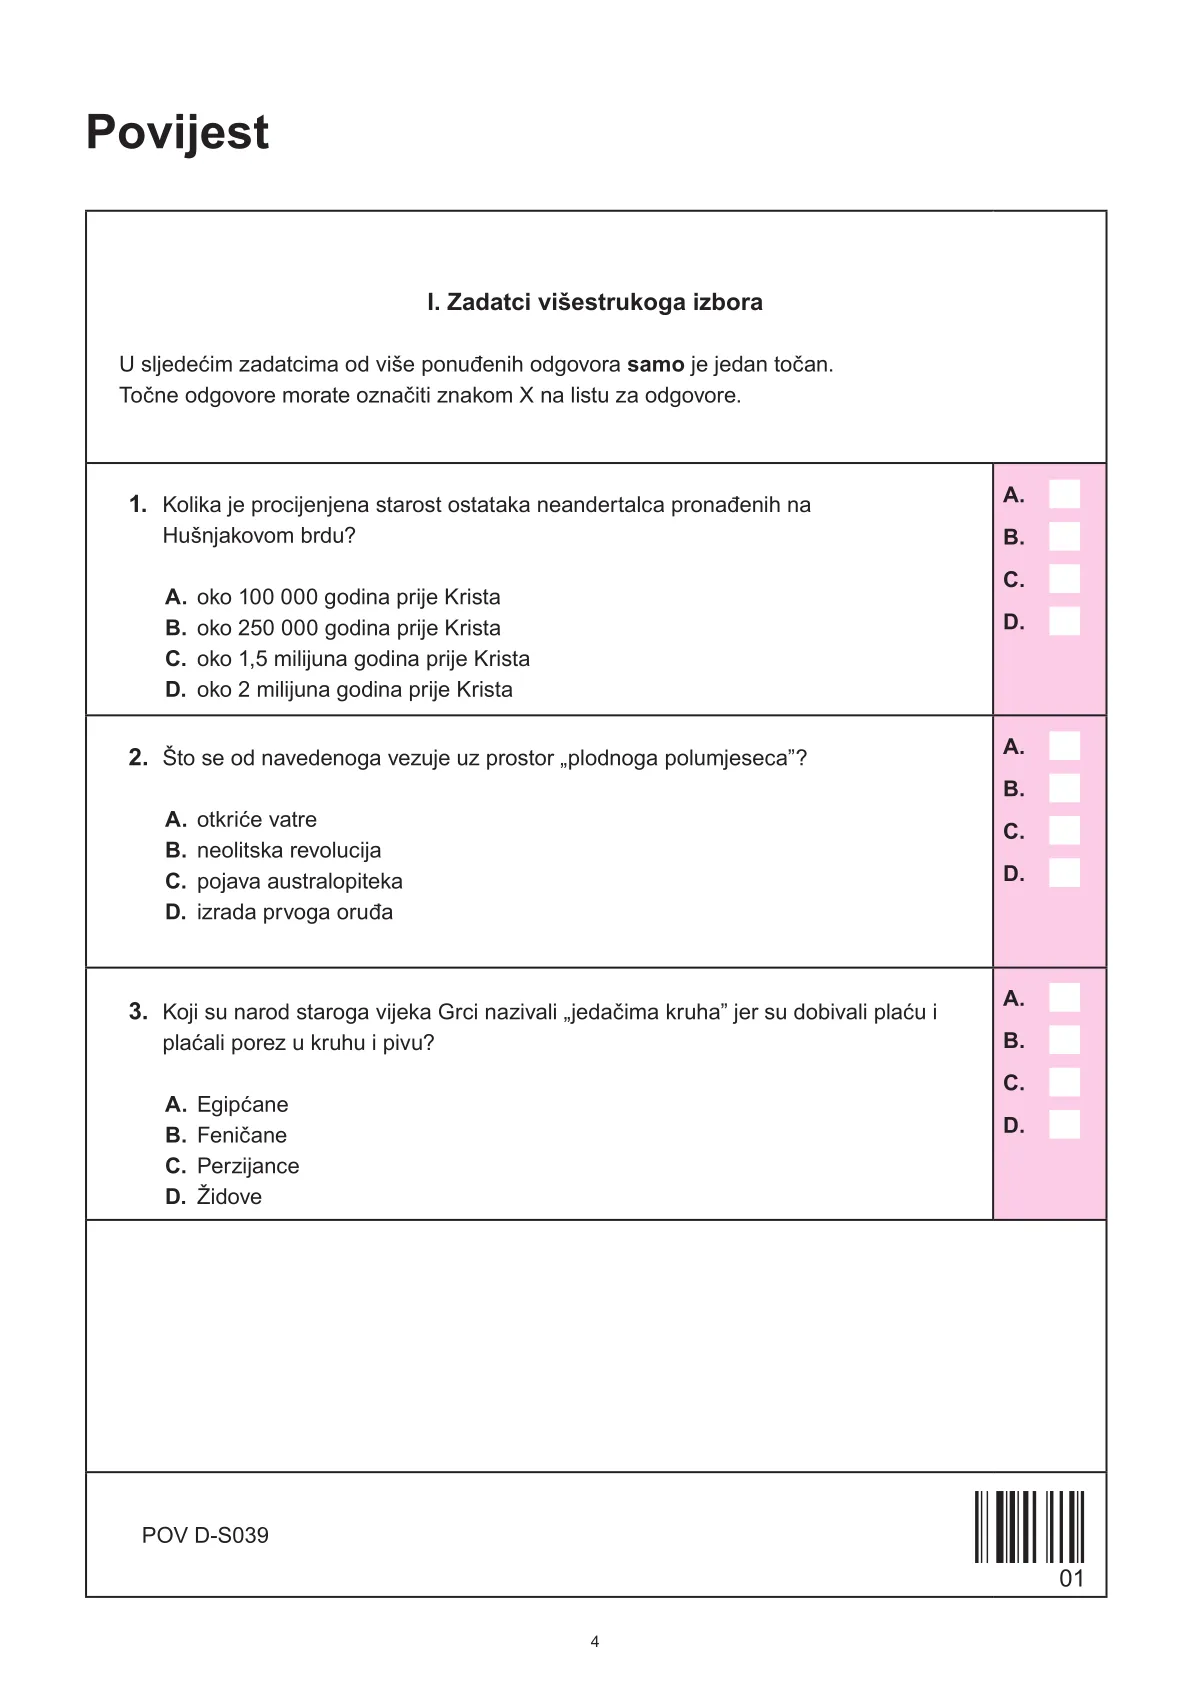 Povijest
I. Zadatci višestrukoga izbora
U sljedećim zadatcima od više ponuđenih odgovora samo je jedan točan.
Točne odgovore morate označiti znakom X na listu za odgovore.
1. Kolika je procijenjena starost ostataka neandertalca pronađenih na
Hušnjakovom brdu?
A. oko 100 000 godina prije Krista
B. oko 250 000 godina prije Krista
C. oko 1,5 milijuna godina prije Krista
D. oko 2 milijuna godina prije Krista
A.
B.
C.
D.
2. Što se od navedenoga vezuje uz prostor „plodnoga polumjeseca”?
A. otkriće vatre
B. neolitska revolucija
C. pojava australopiteka
D. izrada prvoga oruđa
A.
B.
C.
D.
3. Koji su narod staroga vijeka Grci nazivali „jedačima kruha” jer su dobivali plaću i
plaćali porez u kruhu i pivu?
A. Egipćane
B. Feničane
C. Perzijance
D. Židove
A.
B.
C.
D.
POV D-S039
01
4